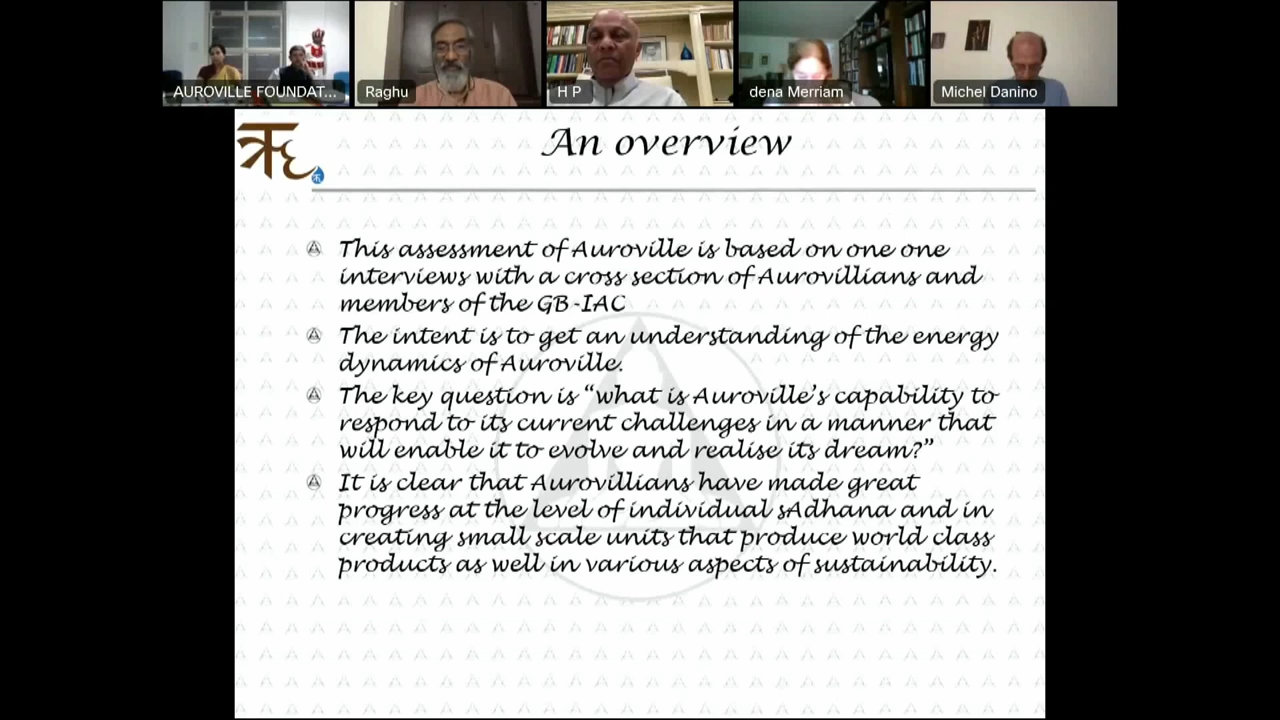 AUROVILLE FOUNDAT...
Raghu
H P
dena Merriam
Michel Danino
An overview
This assessment of Auroville is based on one one
interviews with a cross section of Aurovillians and
members of the GB-IAC
The intent is to get an understanding of the energy
dynamics of Auroville.
The key question is “what is Auroville’s capability to
respond to its current challenges in a manner that
will enable it to evolve and realise its dream?”
It is clear that Aurovillians have made great
progress at the level of individual sAdhana and in
creating small scale units that produce world class
products as well in various aspects of sustainability.